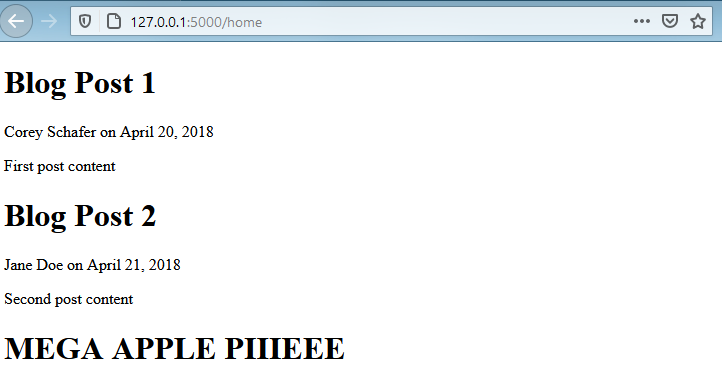 127.0.0.1:5000/home
Blog Post 1
Corey Schafer on April 20, 2018
First post content
Blog Post 2
Jane Doe on April 21, 2018
Second post content
MEGA APPLE PIIIEEE